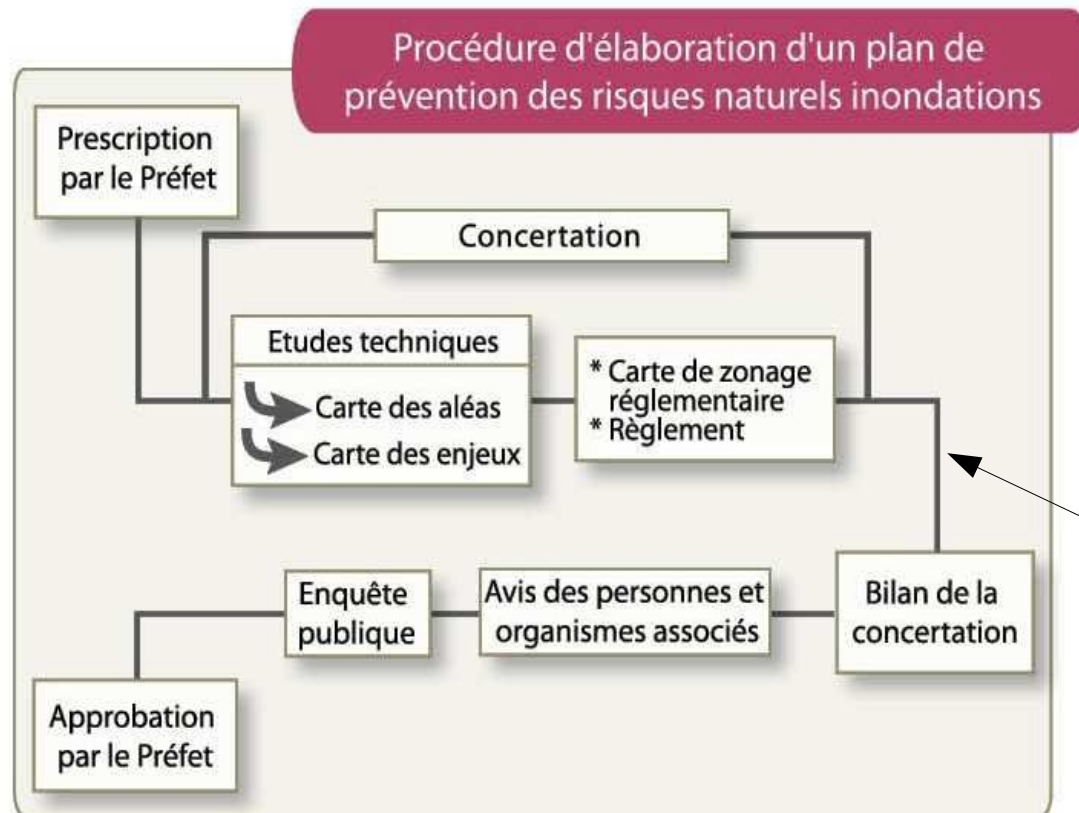 Procédure d'élaboration d'un plan de
prévention des risques naturels inondations
Prescription
par le Préfet
Concertation
Etudes techniques
Carte des aléas
Carte des enjeux
* Carte de zonage
réglementaire
* Règlement
Bilan de la
concertation
Avis des personnes et
organismes associés
Enquête
publique
Approbation
par le Préfet